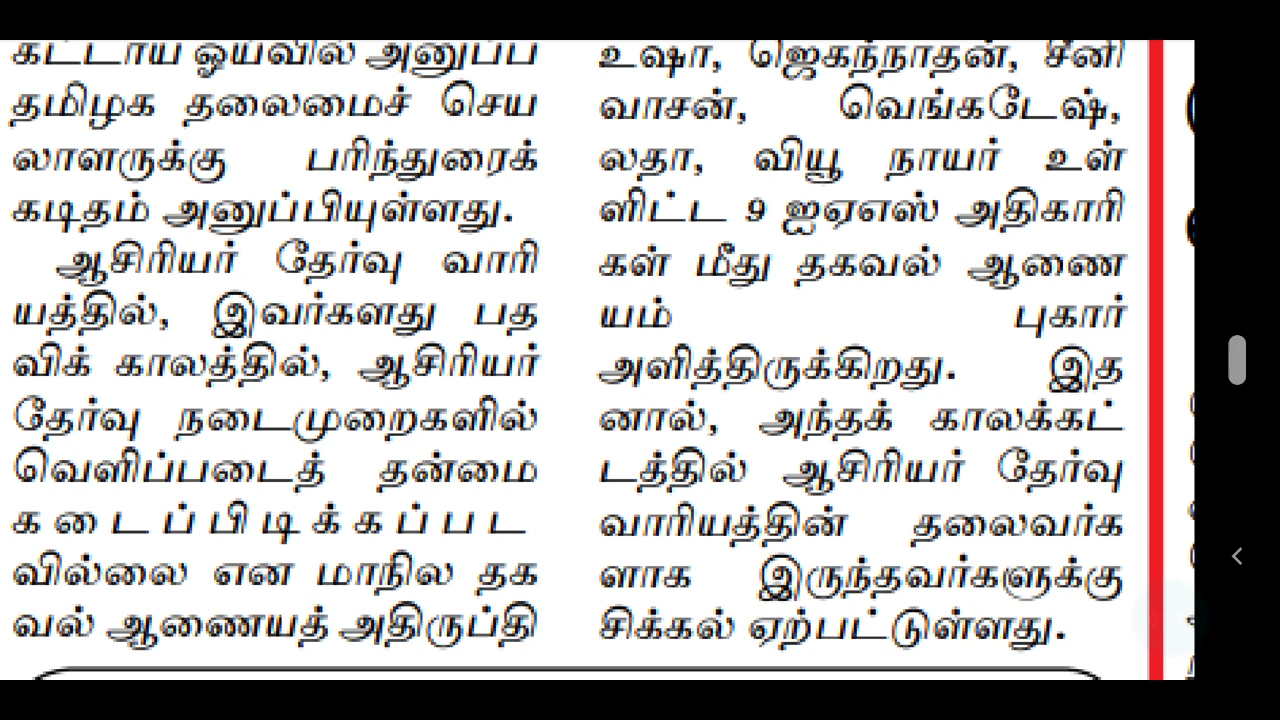 கட்டாய ஓய்வில் அனுப்ப
தமிழக தலைமைச் செய
லாளருக்கு பரிந்துரைக்
கடிதம் அனுப்பியுள்ளது.
ஆசிரியர் தேர்வு வாரி
யத்தில், இவர்களது பத
விக் காலத்தில், ஆசிரியர்
தேர்வு நடைமுறைகளில்
வெளிப்படைத் தன்மை
கடைப்பிடிக்கப்பட
வில்லை என மாநில தக
வல் ஆணையத் அதிருப்தி
உஷா, ஜெகந்நாதன், சீனி
வாசன், வெங்கடேஷ்,
லதா, வியூ நாயர் உள்
ளிட்ட 9 ஐஏஎஸ் அதிகாரி
கள் மீது தகவல் ஆணை
யம் புகார்
அளித்திருக்கிறது. இத
னால், அந்தக் காலக்கட்
டத்தில் ஆசிரியர் தேர்வு
வாரியத்தின் தலைவர்க
ளாக இருந்தவர்களுக்கு
சிக்கல் ஏற்பட்டுள்ளது.